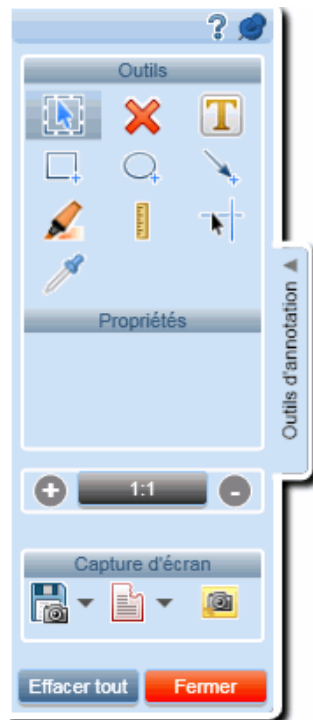 ?
Outils
T
Propriétés
Outils d'annotation
+
1:1
-
Capture d'écran
Effacer tout
Fermer